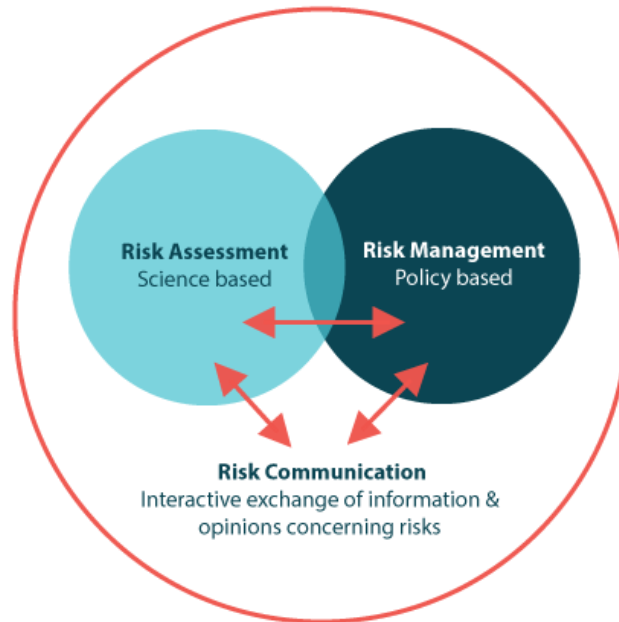 Risk Assessment
Science based
Risk Management
Policy based
Risk Communication
Interactive exchange of information &
opinions concerning risks